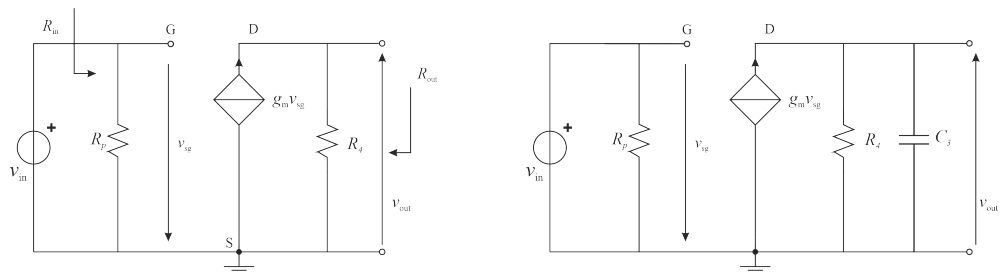 R_in
G
D
R_out
+
g_m v_sg
R_p
v_sg
R_4
v_in
v_out
S
G
D
+
g_m v_sg
R_p
v_sg
R_4
C_3
v_in
v_out